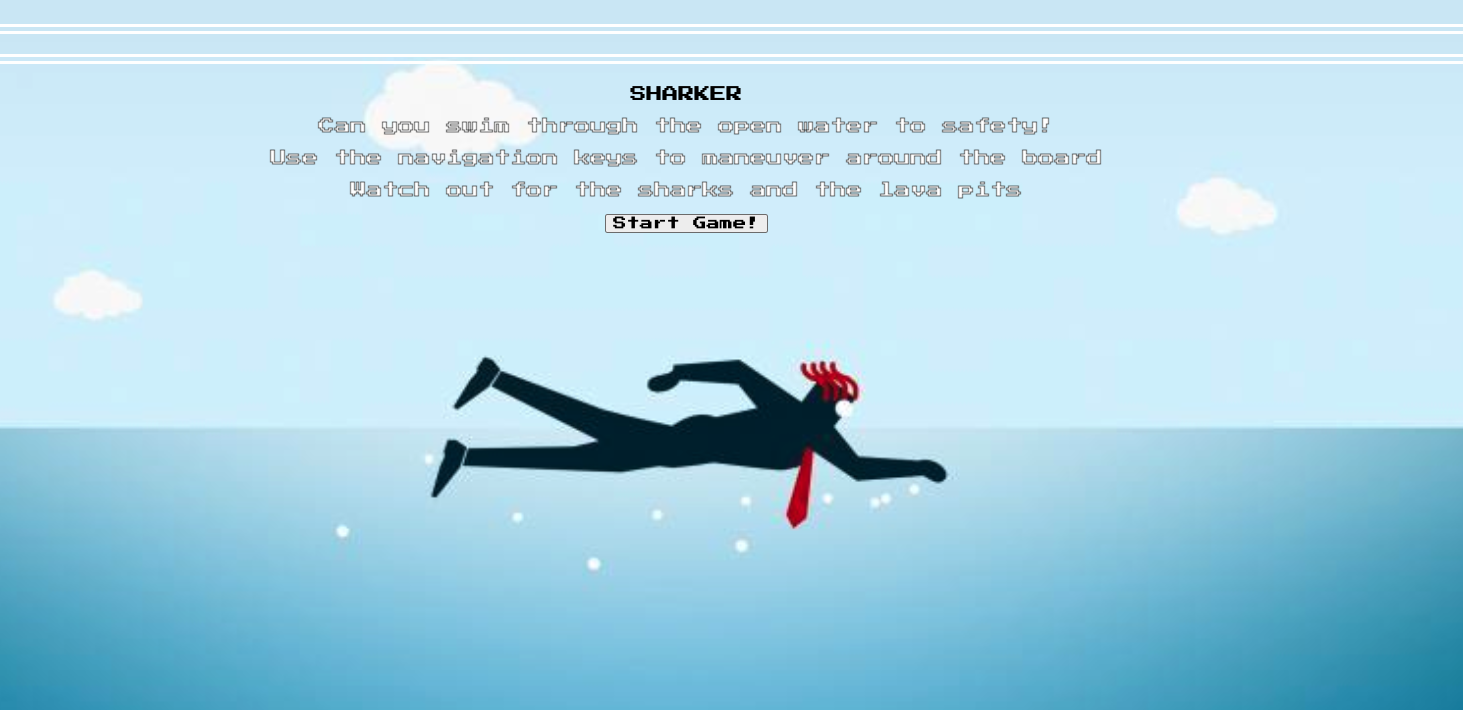 SHARKER
Can you swim through the open water to safety!
Use the navigation keys to maneuver around the board
Watch out for the sharks and the lava pits
Start Game!